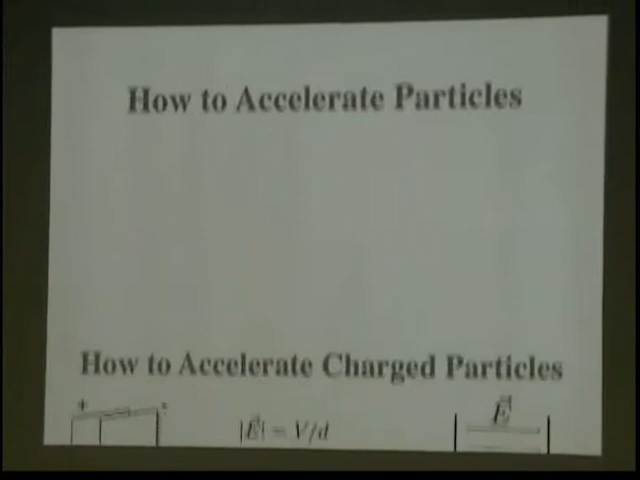 How to Accelerate Particles
How to Accelerate Charged Particles
+ -
|E⃗| = V/d
E⃗